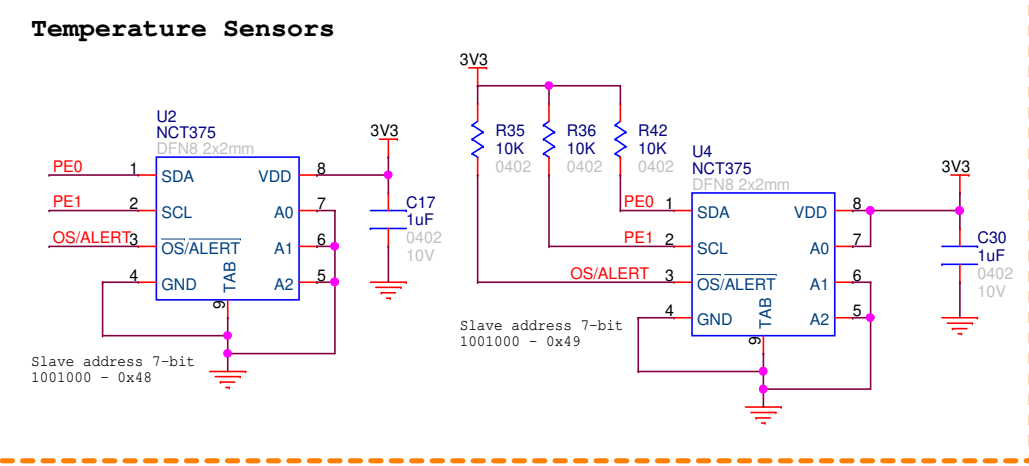 Temperature Sensors
U2
NCT375
DFN8 2x2mm
PE0
1
SDA
VDD
8
3V3
PE1
2
SCL
A0
7
C17
1uF
0402
10V
OS/ALERT
3
OS/ALERT
A1
6
4
GND
TAB
A2
5
9
Slave address 7-bit
1001000 - 0x48
3V3
R35
10K
0402
R36
10K
0402
R42
10K
0402
U4
NCT375
DFN8 2x2mm
PE0
1
SDA
VDD
8
3V3
PE1
2
SCL
A0
7
C30
1uF
0402
10V
OS/ALERT
3
OS/ALERT
A1
6
4
GND
TAB
A2
5
9
Slave address 7-bit
1001000 - 0x49